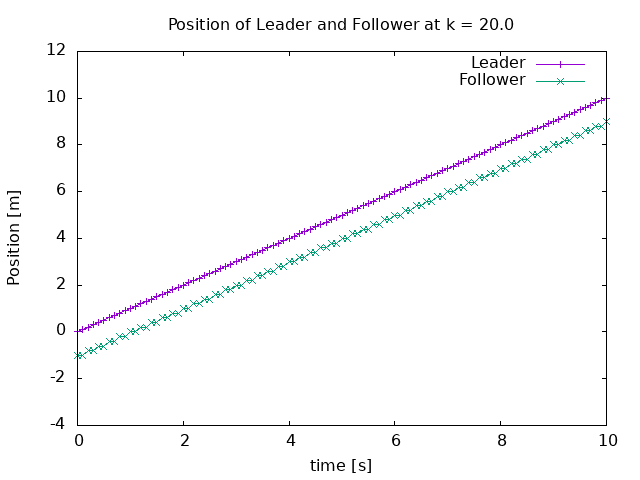 Position of Leader and Follower at k = 20.0
12
Leader
Follower
10
8
6
4
2
0
-2
-4
Position [m]
0 2 4 6 8 10
time [s]